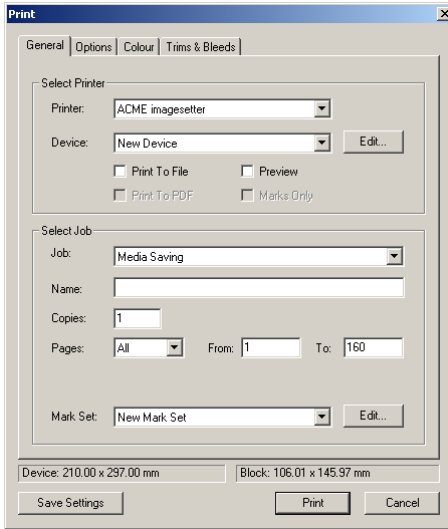 Print
General Options Colour Trims & Bleeds
Select Printer
Printer: ACME imagesetter
Device: New Device Edit...
Print To File Preview
Print To PDF Marks Only
Select Job
Job: Media Saving
Name:
Copies: 1
Pages: All From: 1 To: 160
Mark Set: New Mark Set Edit...
Device: 210.00 x 297.00 mm Block: 106.01 x 145.97 mm
Save Settings Print Cancel